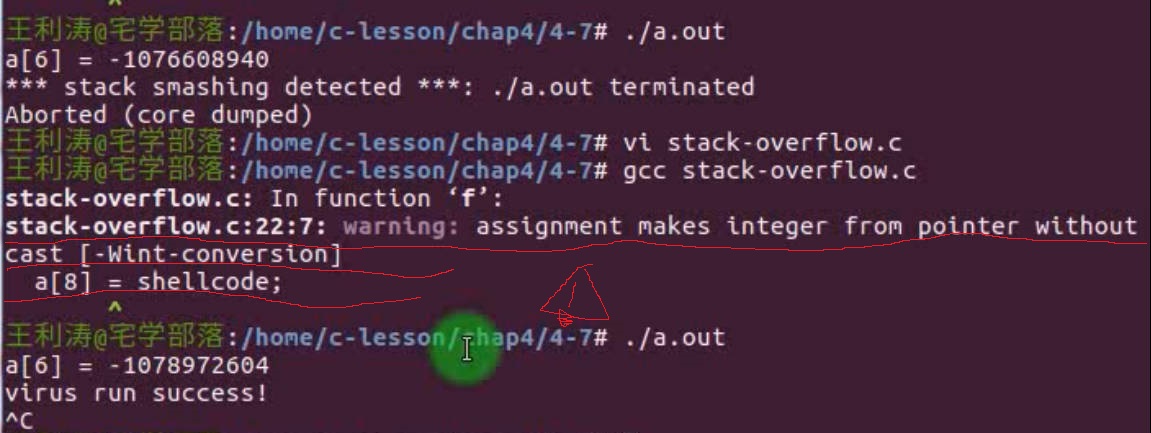 王利涛@宅学部落:/home/c-lesson/chap4/4-7# ./a.out
a[6] = -1076608940
*** stack smashing detected ***: ./a.out terminated
Aborted (core dumped)
王利涛@宅学部落:/home/c-lesson/chap4/4-7# vi stack-overflow.c
王利涛@宅学部落:/home/c-lesson/chap4/4-7# gcc stack-overflow.c
stack-overflow.c: In function ‘f’:
stack-overflow.c:22:7: warning: assignment makes integer from pointer without
cast [-Wint-conversion]
a[8] = shellcode;
^
王利涛@宅学部落:/home/c-lesson/chap4/4-7# ./a.out
a[6] = -1078972604
virus run success!
^C